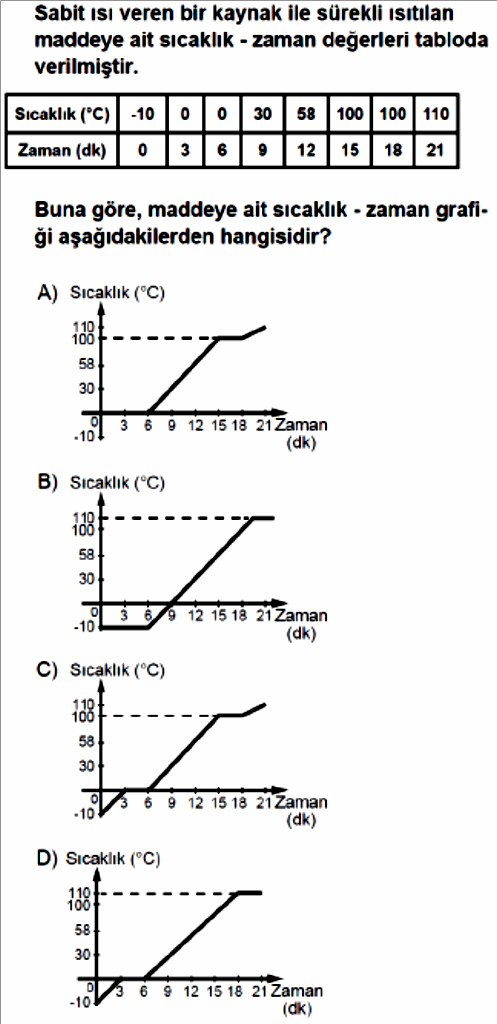 Sabit ısı veren bir kaynak ile sürekli ısıtılan
maddeye ait sıcaklık - zaman değerleri tabloda
verilmiştir.
Sıcaklık (°C) -10 0 0 30 58 100 100 110
Zaman (dk) 0 3 6 9 12 15 18 21
Buna göre, maddeye ait sıcaklık - zaman grafi-
ği aşağıdakilerden hangisidir?
A) Sıcaklık (°C)
110
100
58
30
0 3 6 9 12 15 18 21 Zaman
-10 (dk)
B) Sıcaklık (°C)
110
100
58
30
0 3 6 9 12 15 18 21 Zaman
-10 (dk)
C) Sıcaklık (°C)
110
100
58
30
0 3 6 9 12 15 18 21 Zaman
-10 (dk)
D) Sıcaklık (°C)
110
100
58
30
0 3 6 9 12 15 18 21 Zaman
-10 (dk)